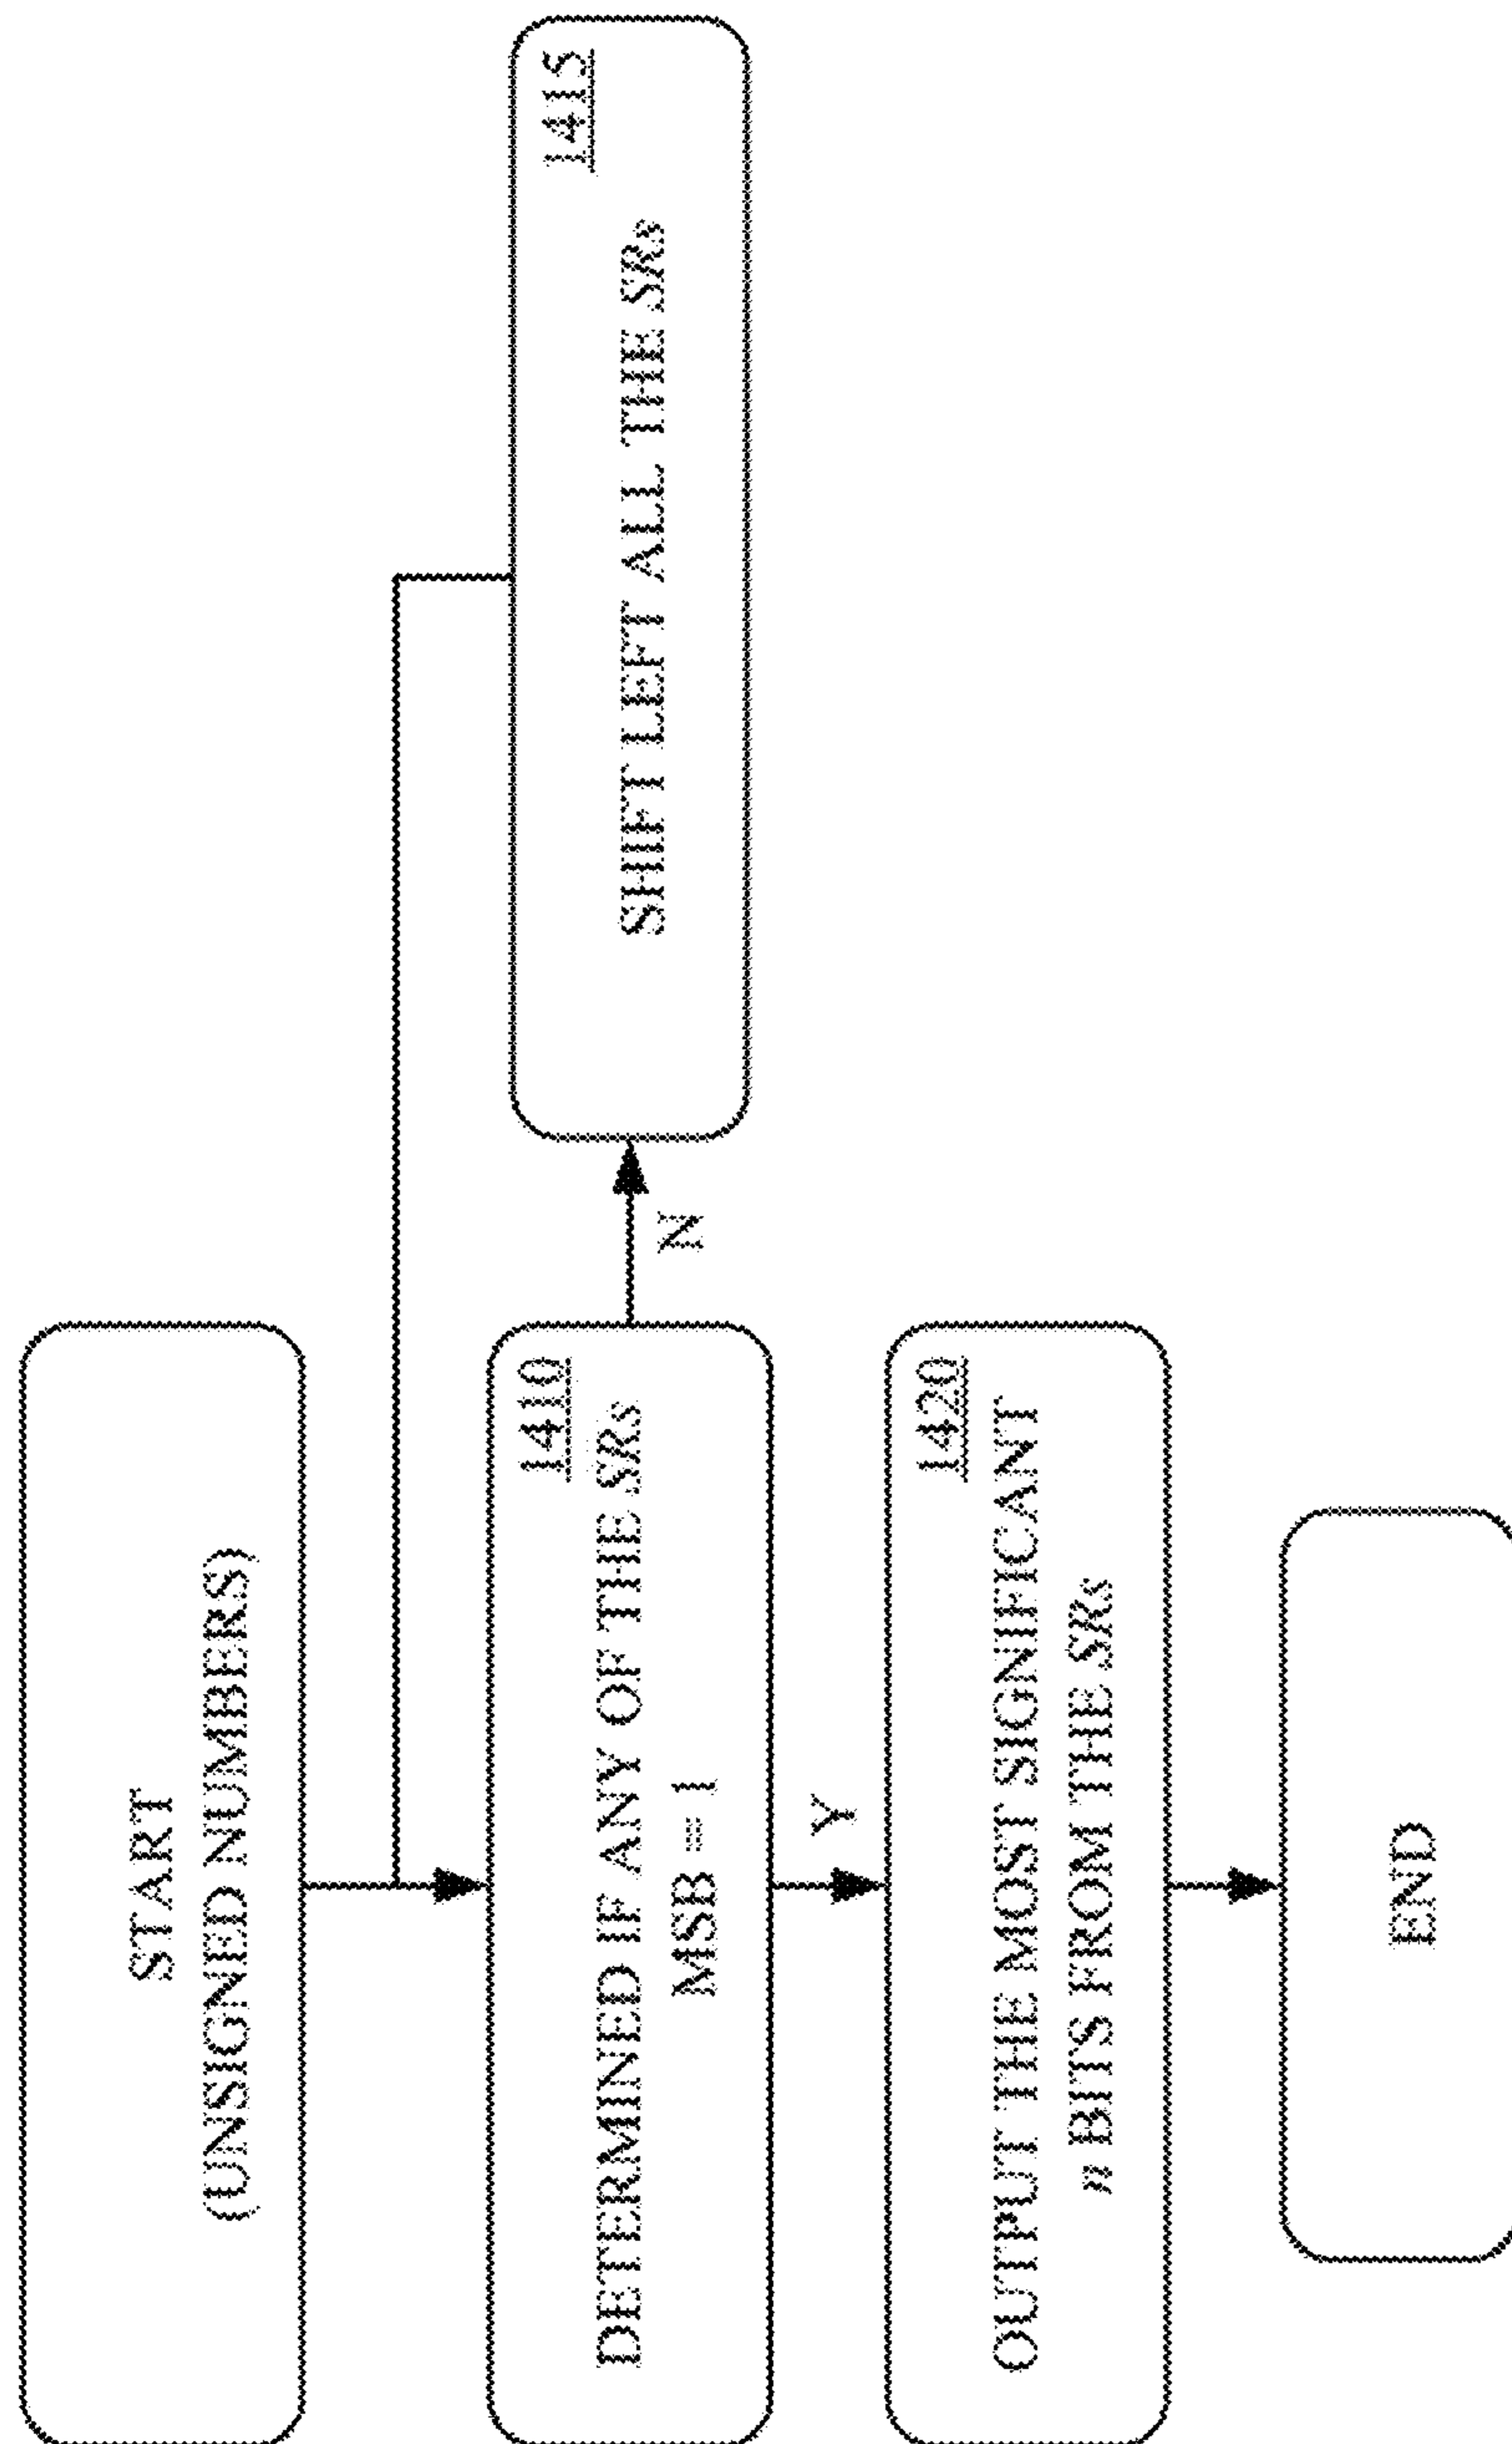 START
(UNSIGNED NUMBERS)
1410
DETERMINED IF ANY OF THE SRs
MSB = 1
N
1415
SHIFT LEFT ALL THE SRs
Y
1420
OUTPUT THE MOST SIGNIFICANT
n BITS FROM THE SRs
END